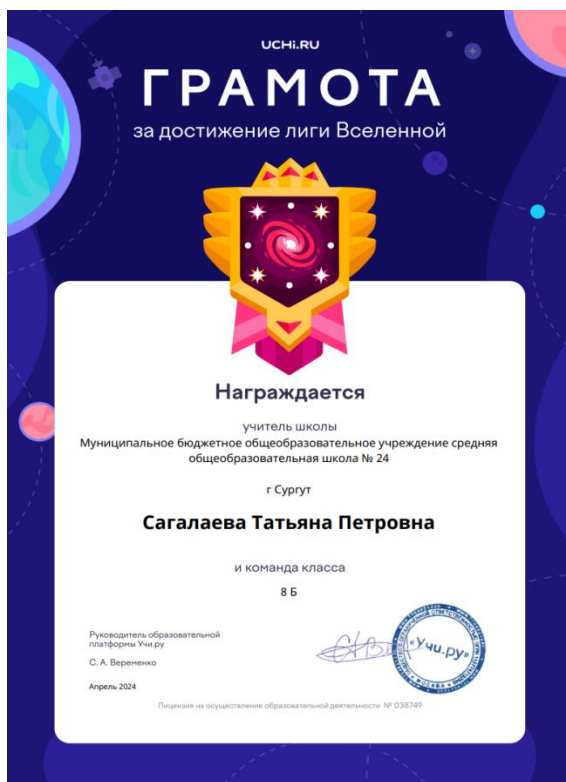 UCHi.RU
ГРАМОТА
за достижение лиги Вселенной
Награждается
учитель школы
Муниципальное бюджетное общеобразовательное учреждение средняя
общеобразовательная школа № 24
г Сургут
Сагалаева Татьяна Петровна
и команда класса
8 Б
Руководитель образовательной
платформы Учи.ру
С. А. Веременко
Апрель 2024
«Учи.ру»
МОСКВА
Лицензия на осуществление образовательной деятельности № 038749